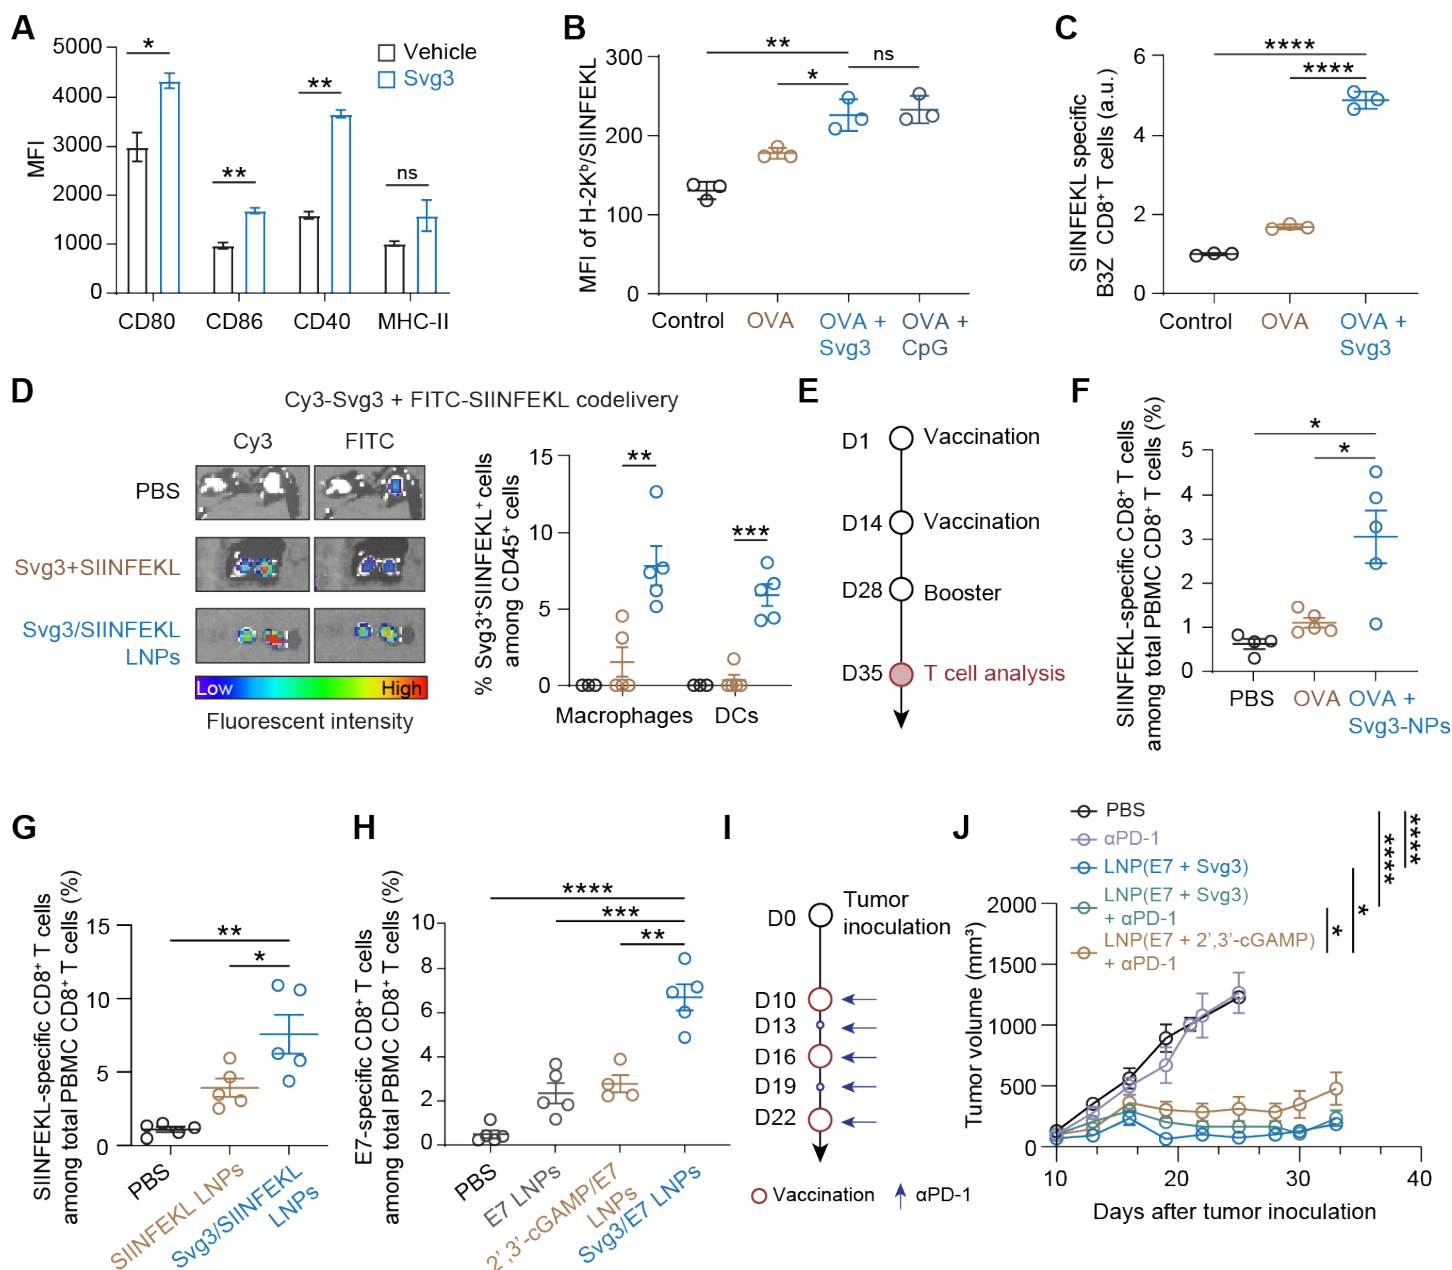 A
5000
4000
3000
2000
1000
0
MFI
*
**
**
ns
Vehicle
Svg3
CD80
CD86
CD40
MHC-II
B
300
200
100
0
MFI of H-2Kᵇ/SIINFEKL
**
*
ns
Control
OVA
OVA +
Svg3
OVA +
CpG
C
6
4
2
0
SIINFEKL specific
B3Z CD8⁺T cells (a.u.)
****
****
Control
OVA
OVA +
Svg3
D
Cy3-Svg3 + FITC-SIINFEKL codelivery
Cy3
FITC
PBS
Svg3+SIINFEKL
Svg3/SIINFEKL
LNPs
Low
High
Fluorescent intensity
% Svg3⁺SIINFEKL⁺ cells
among CD45⁺ cells
15
10
5
0
**
***
Macrophages
DCs
E
D1
Vaccination
D14
Vaccination
D28
Booster
D35
T cell analysis
F
SIINFEKL-specific CD8⁺ T cells
among total PBMC CD8⁺ T cells (%)
5
4
3
2
1
0
*
*
PBS
OVA
OVA +
Svg3-NPs
G
SIINFEKL-specific CD8⁺ T cells
among total PBMC CD8⁺ T cells (%)
15
10
5
0
**
*
PBS
SIINFEKL LNPs
Svg3/SIINFEKL
LNPs
H
E7-specific CD8⁺ T cells
among total PBMC CD8⁺ T cells (%)
10
8
6
4
2
0
****
***
**
PBS
E7 LNPs
2',3'-cGAMP/E7
LNPs
Svg3/E7 LNPs
I
D0
Tumor
inoculation
D10
D13
D16
D19
D22
Vaccination
αPD-1
J
PBS
αPD-1
LNP(E7 + Svg3)
LNP(E7 + Svg3)
+ αPD-1
LNP(E7 + 2',3'-cGAMP)
+ αPD-1
*
*
****
****
Tumor volume (mm³)
2000
1500
1000
500
0
10
20
30
40
Days after tumor inoculation